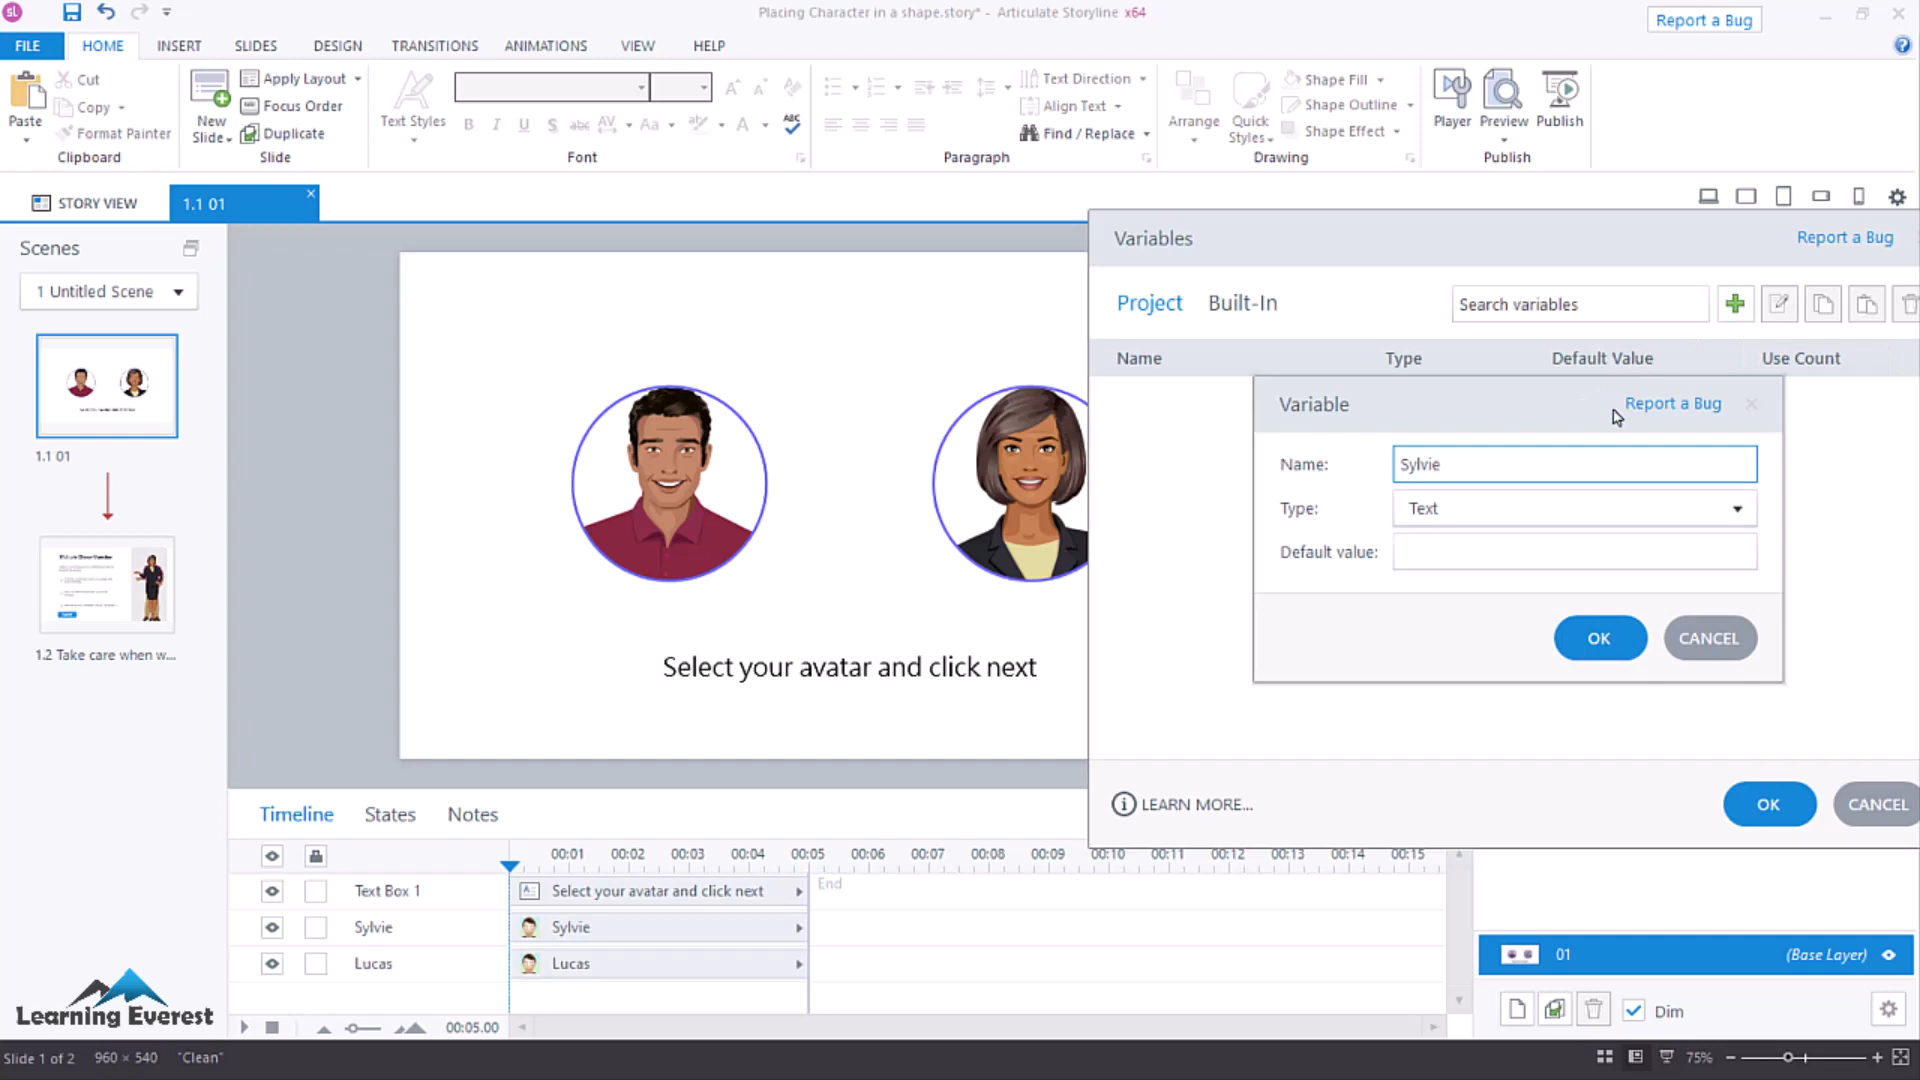 Placing Character in a shape.story* - Articulate Storyline x64
Report a Bug
FILE HOME INSERT SLIDES DESIGN TRANSITIONS ANIMATIONS VIEW HELP
Paste
Cut
Copy
Format Painter
Clipboard
New Slide
Apply Layout
Focus Order
Duplicate
Slide
Text Styles
Font
Text Direction
Align Text
Find / Replace
Paragraph
Arrange
Quick Styles
Shape Fill
Shape Outline
Shape Effect
Drawing
Player
Preview
Publish
Publish
STORY VIEW
1.1 01
Scenes
1 Untitled Scene
1.1 01
1.2 Take care when w...
Select your avatar and click next
Variables
Report a Bug
Project Built-In
Search variables
Name Type Default Value Use Count
Variable
Report a Bug
Name: Sylvie
Type: Text
Default value:
OK CANCEL
LEARN MORE...
OK CANCEL
Timeline States Notes
00:01 00:02 00:03 00:04 00:05 00:06 00:07 00:08 00:09 00:10 00:11 00:12 00:13 00:14 00:15
Text Box 1 Select your avatar and click next End
Sylvie Sylvie
Lucas Lucas
00:05.00
01 (Base Layer)
Dim
Learning Everest
Slide 1 of 2 960 × 540 "Clean"
75%